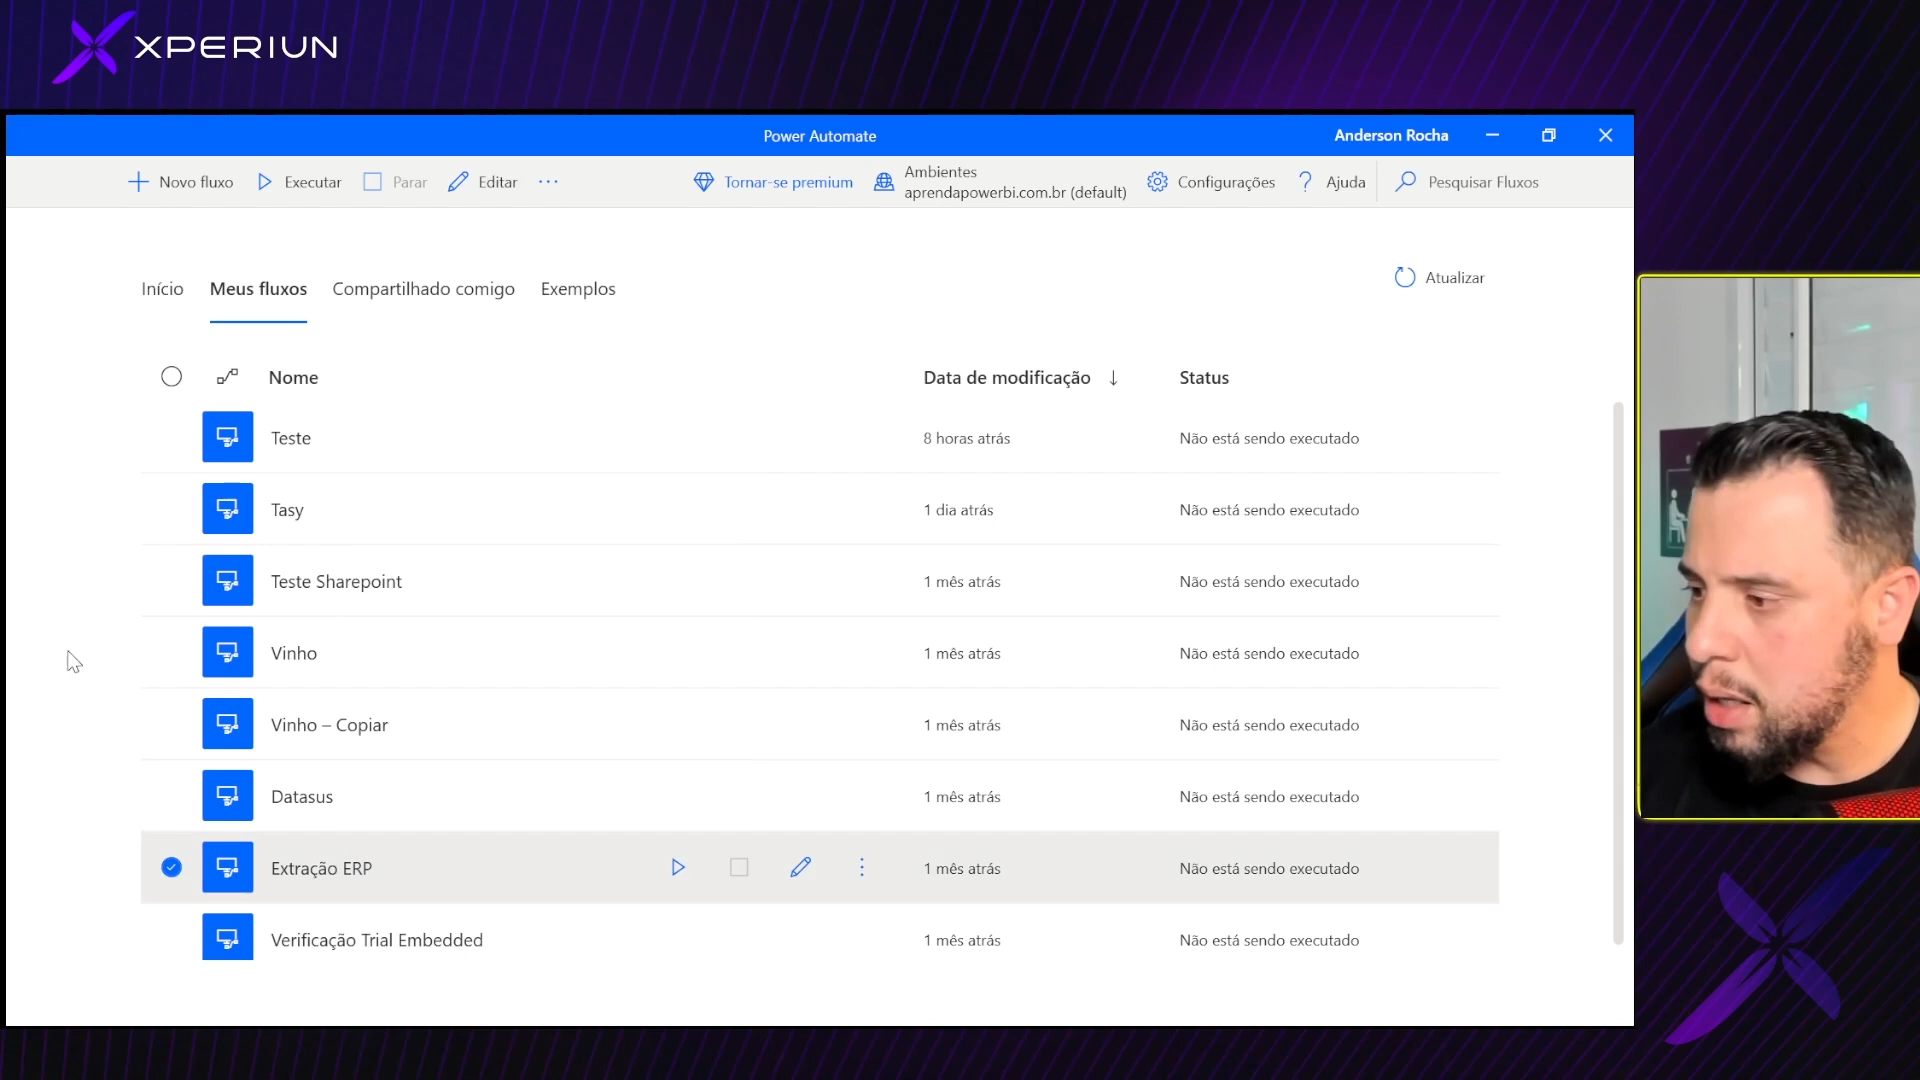 XPERIUN
Power Automate
Anderson Rocha
Novo fluxo
Executar
Parar
Editar
Tornar-se premium
Ambientes
aprendapowerbi.com.br (default)
Configurações
Ajuda
Pesquisar Fluxos
Início
Meus fluxos
Compartilhado comigo
Exemplos
Atualizar
Nome
Data de modificação
Status
Teste
8 horas atrás
Não está sendo executado
Tasy
1 dia atrás
Não está sendo executado
Teste Sharepoint
1 mês atrás
Não está sendo executado
Vinho
1 mês atrás
Não está sendo executado
Vinho – Copiar
1 mês atrás
Não está sendo executado
Datasus
1 mês atrás
Não está sendo executado
Extração ERP
1 mês atrás
Não está sendo executado
Verificação Trial Embedded
1 mês atrás
Não está sendo executado